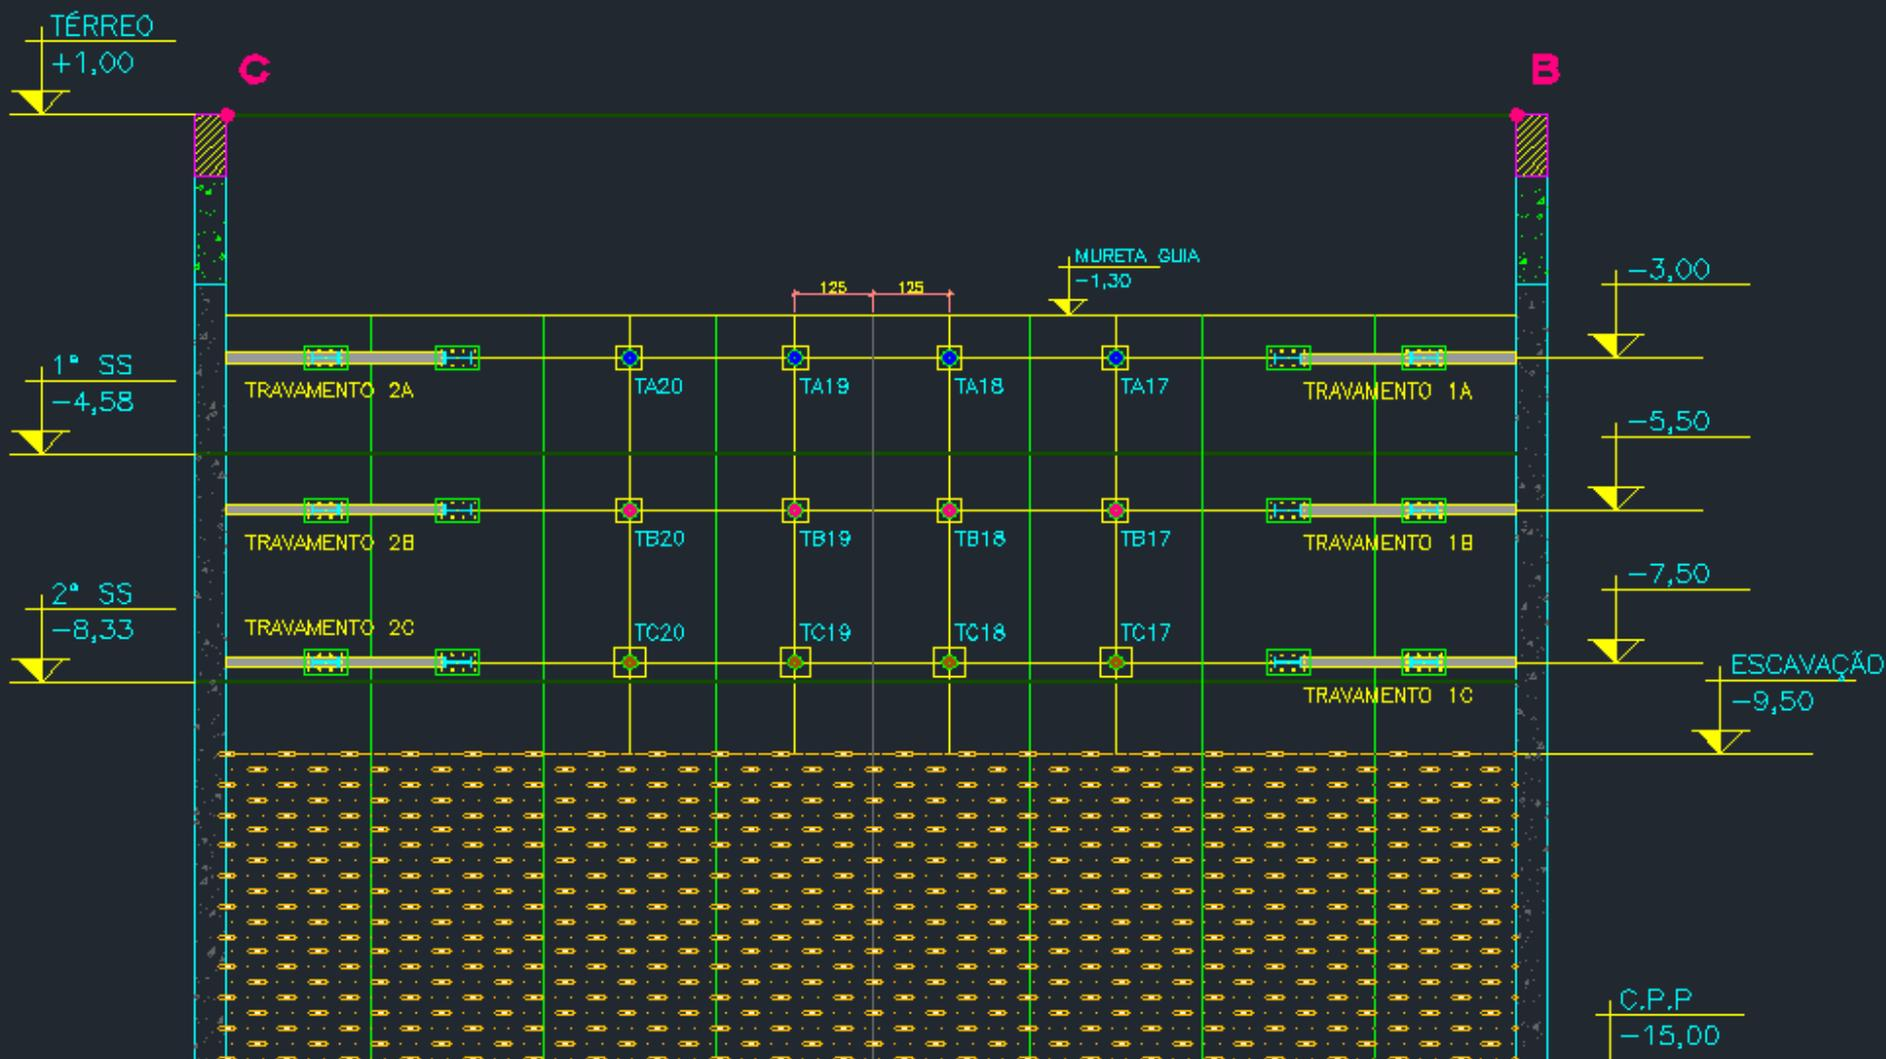 TÉRREO
+1,00
C
B
MURETA GUIA
-1,30
125
125
-3,00
1ª SS
-4,58
TRAVAMENTO 2A
TA20
TA19
TA18
TA17
TRAVAMENTO 1A
-5,50
TRAVAMENTO 2B
TB20
TB19
TB18
TB17
TRAVAMENTO 1B
-7,50
2ª SS
-8,33
TRAVAMENTO 2C
TC20
TC19
TC18
TC17
TRAVAMENTO 1C
ESCAVAÇÃO
-9,50
C.P.P
-15,00